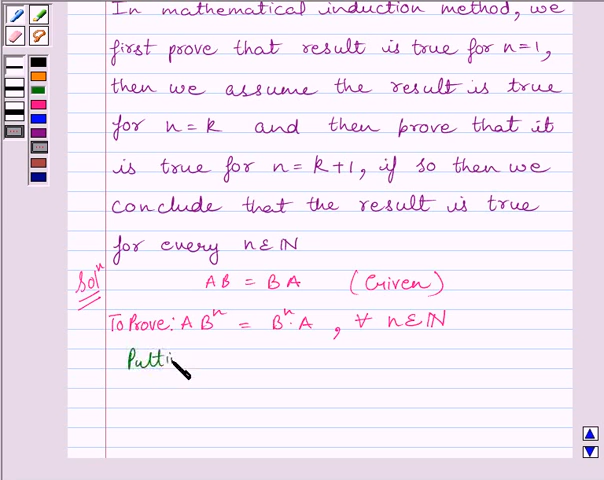 In mathematical induction method, we
first prove that result is true for n=1,
then we assume the result is true
for n=k and then prove that it
is true for n=k+1, if so then we
conclude that the result is true
for every n∈ℕ
Solⁿ AB = BA (Given)
To Prove: ABⁿ = Bⁿ·A, ∀ n∈ℕ
Putti